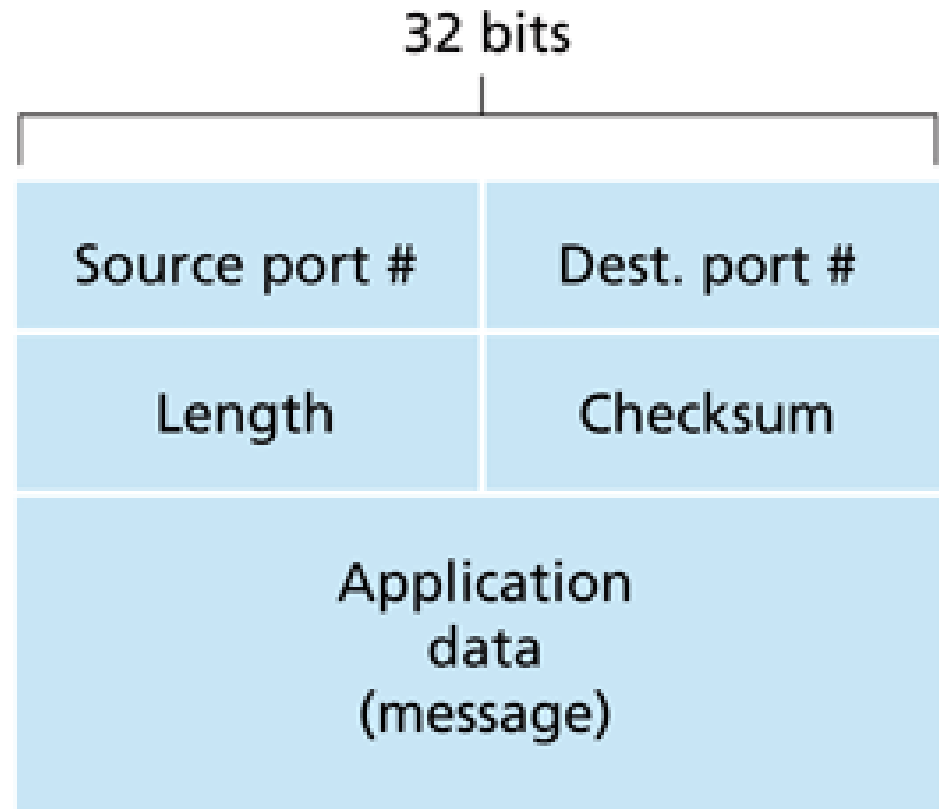 32 bits
Source port #
Dest. port #
Length
Checksum
Application
data
(message)